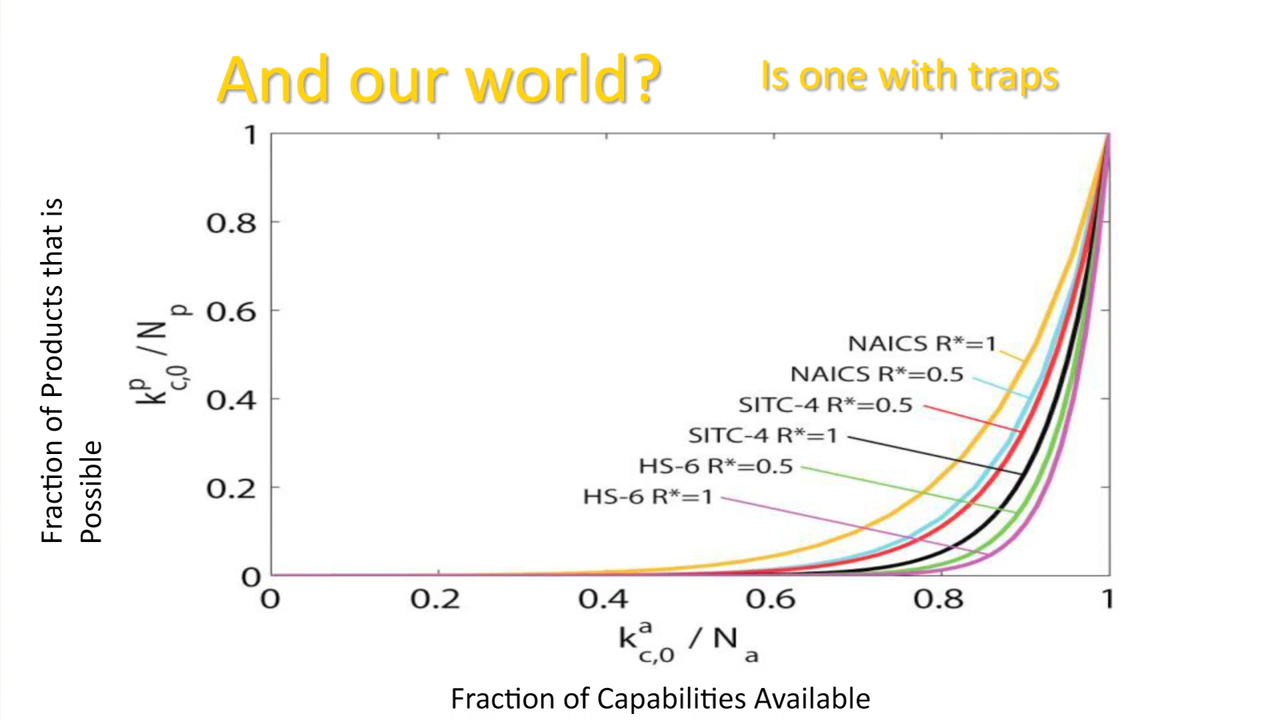 And our world?
Is one with traps
Fraction of Products that is
Possible
k^p_{c,0} / N_p
1
0.8
0.6
0.4
0.2
0
NAICS R*=1
NAICS R*=0.5
SITC-4 R*=0.5
SITC-4 R*=1
HS-6 R*=0.5
HS-6 R*=1
0 0.2 0.4 0.6 0.8 1
k^a_{c,0} / N_a
Fraction of Capabilities Available